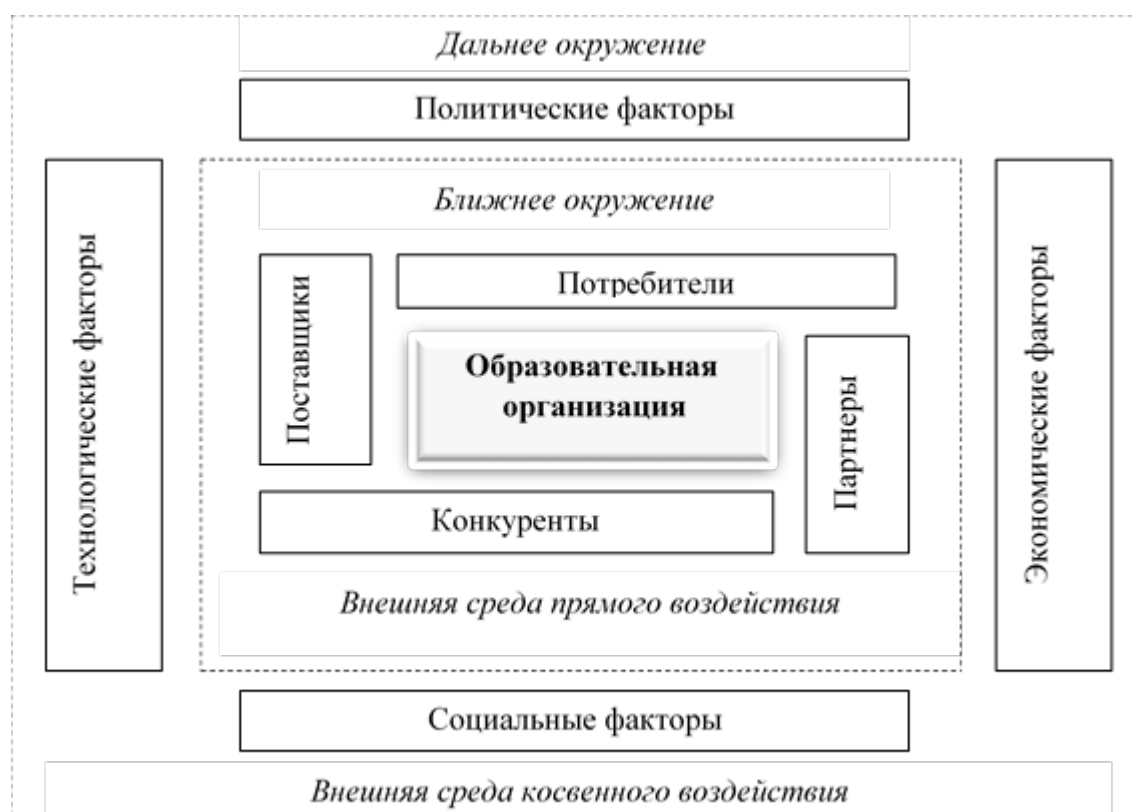 Дальнее окружение
Политические факторы
Технологические факторы
Ближнее окружение
Поставщики
Потребители
Образовательная
организация
Партнеры
Конкуренты
Внешняя среда прямого воздействия
Экономические факторы
Социальные факторы
Внешняя среда косвенного воздействия